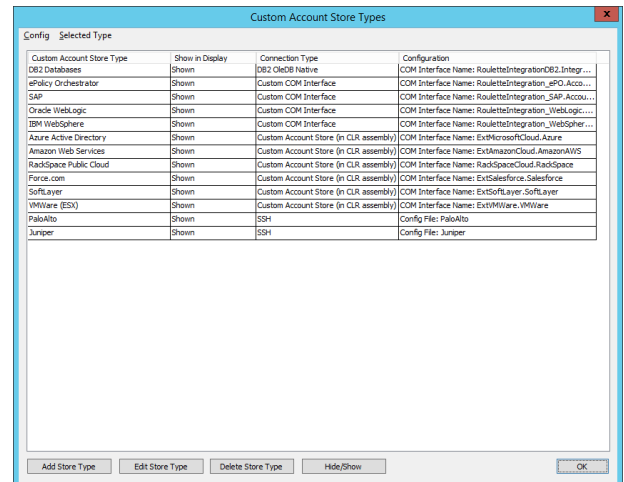 Custom Account Store Types
x
Config Selected Type
Custom Account Store Type Show in Display Connection Type Configuration
DB2 Databases Shown DB2 OleDB Native COM Interface Name: RouletteIntegrationDB2.Integr...
ePolicy Orchestrator Shown Custom COM Interface COM Interface Name: RouletteIntegration_ePO.Acco...
SAP Shown Custom COM Interface COM Interface Name: RouletteIntegration_SAP.Accou...
Oracle WebLogic Shown Custom COM Interface COM Interface Name: RouletteIntegration_WebLogic....
IBM WebSphere Shown Custom COM Interface COM Interface Name: RouletteIntegration_WebSpher...
Azure Active Directory Shown Custom Account Store (in CLR assembly) COM Interface Name: ExtMicrosoftCloud.Azure
Amazon Web Services Shown Custom Account Store (in CLR assembly) COM Interface Name: ExtAmazonCloud.AmazonAWS
RackSpace Public Cloud Shown Custom Account Store (in CLR assembly) COM Interface Name: RackSpaceCloud.RackSpace
Force.com Shown Custom Account Store (in CLR assembly) COM Interface Name: ExtSalesforce.Salesforce
SoftLayer Shown Custom Account Store (in CLR assembly) COM Interface Name: ExtSoftLayer.SoftLayer
VMWare (ESX) Shown Custom Account Store (in CLR assembly) COM Interface Name: ExtVMWare.VMWare
PaloAlto Shown SSH Config File: PaloAlto
Juniper Shown SSH Config File: Juniper
Add Store Type Edit Store Type Delete Store Type Hide/Show OK